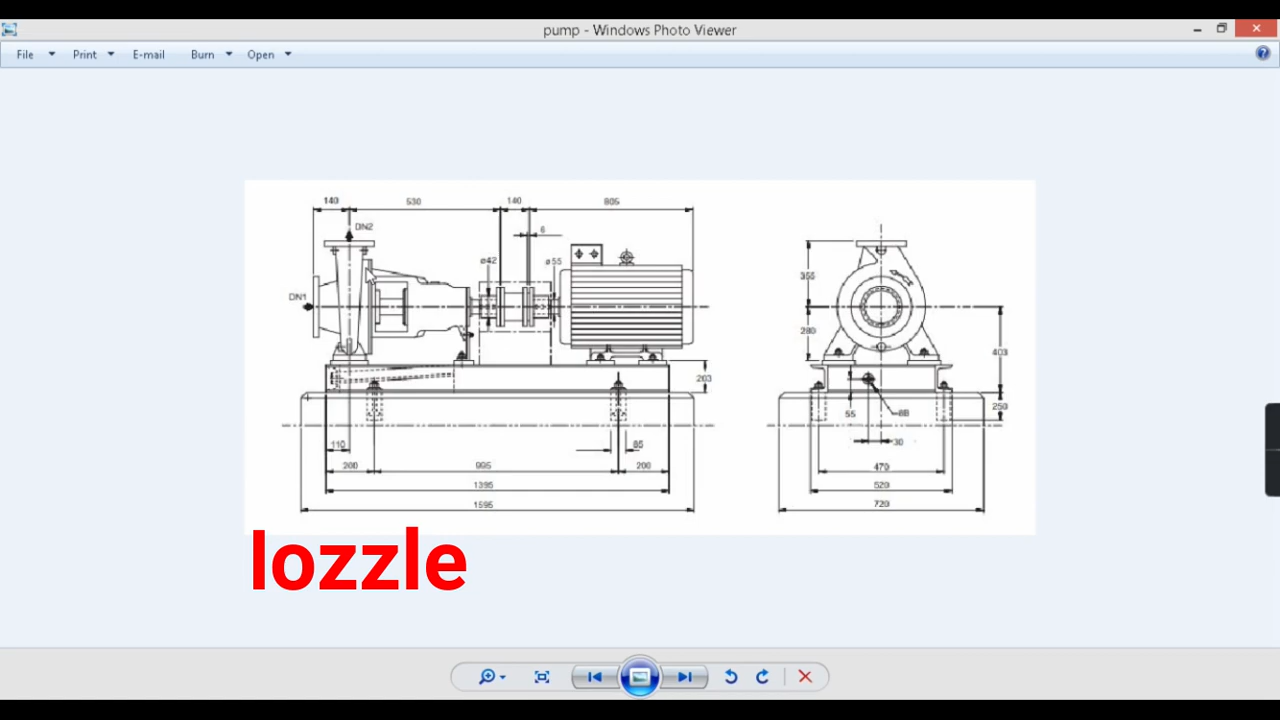 pump - Windows Photo Viewer
File Print E-mail Burn Open
140 530 140 805
DN2
6
ø42 ø55
DN1
355
280
403
203
250
55 8B
110 85 30
200 995 200 470
1395 520
1595 720
lozzle